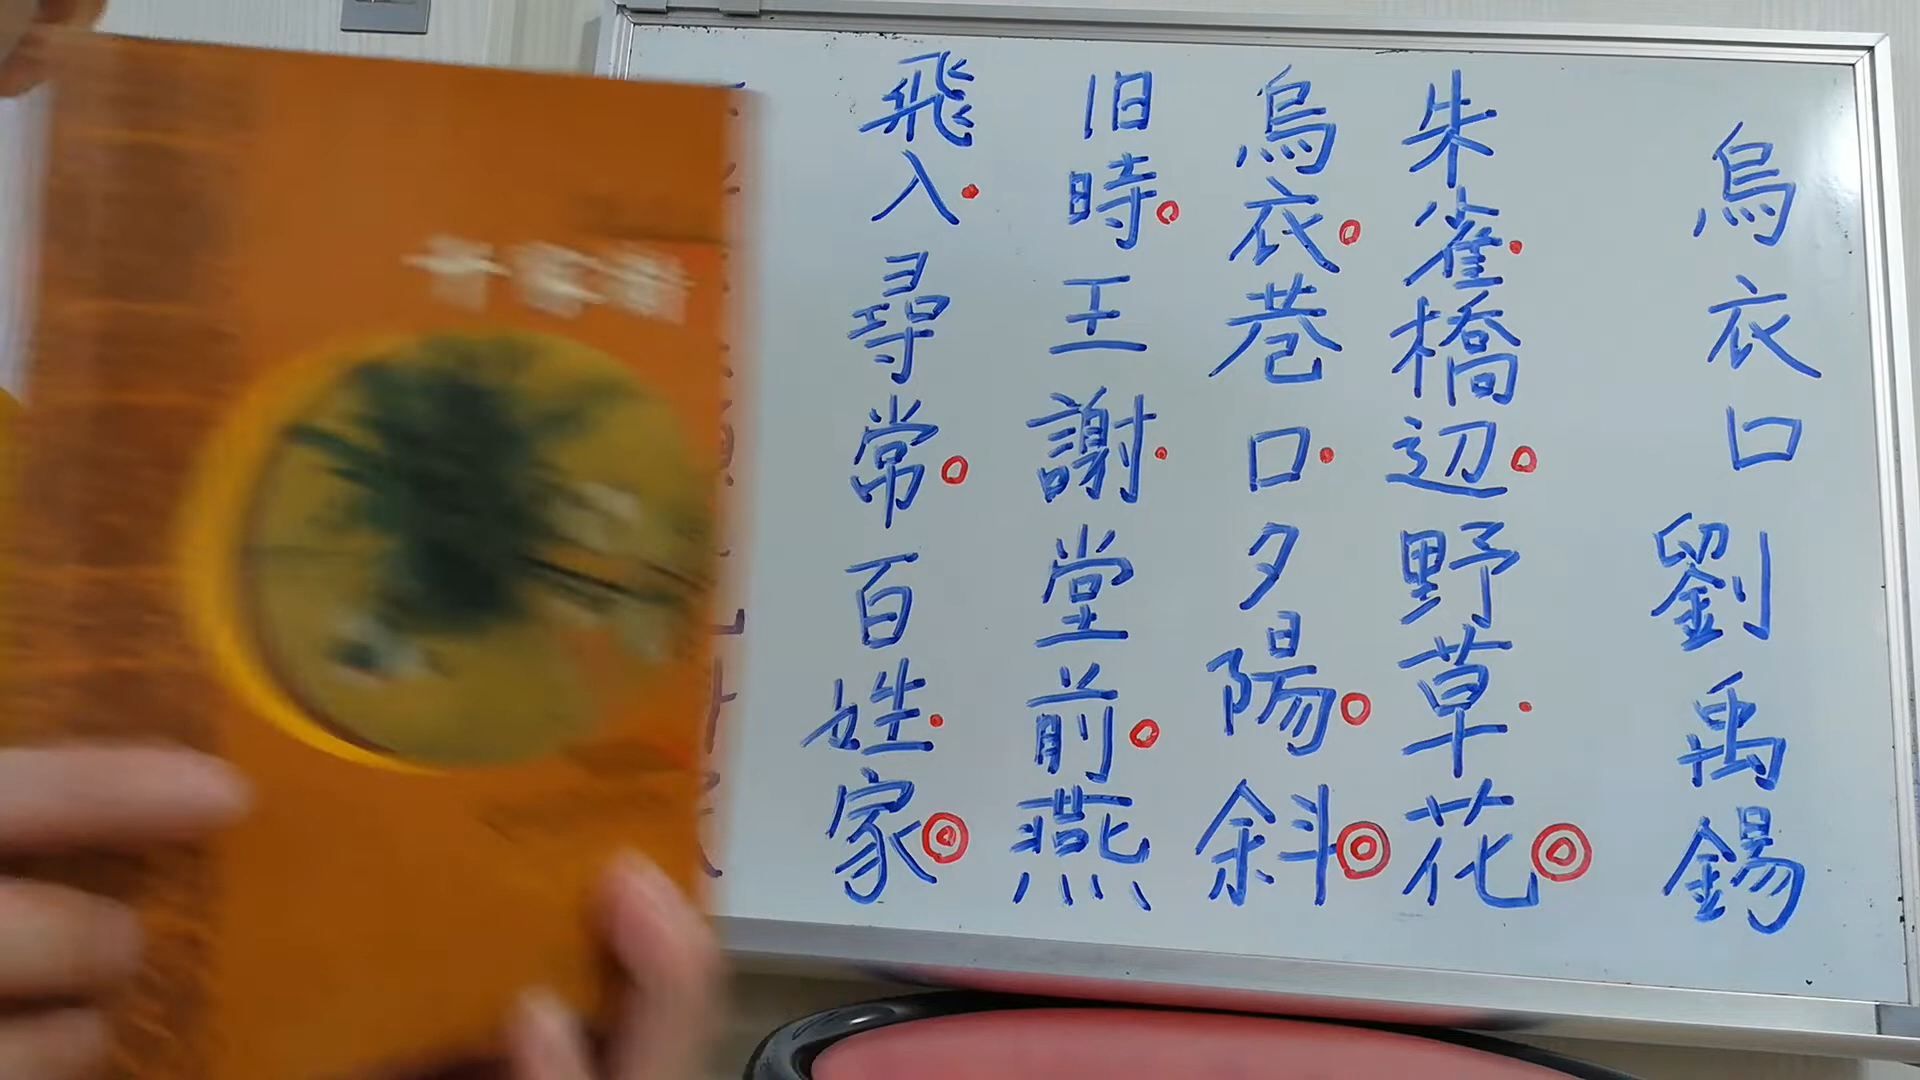 烏衣口 劉禹錫
朱雀橋辺野草花
烏衣巷口夕陽斜
旧時王謝堂前燕
飛入尋常百姓家